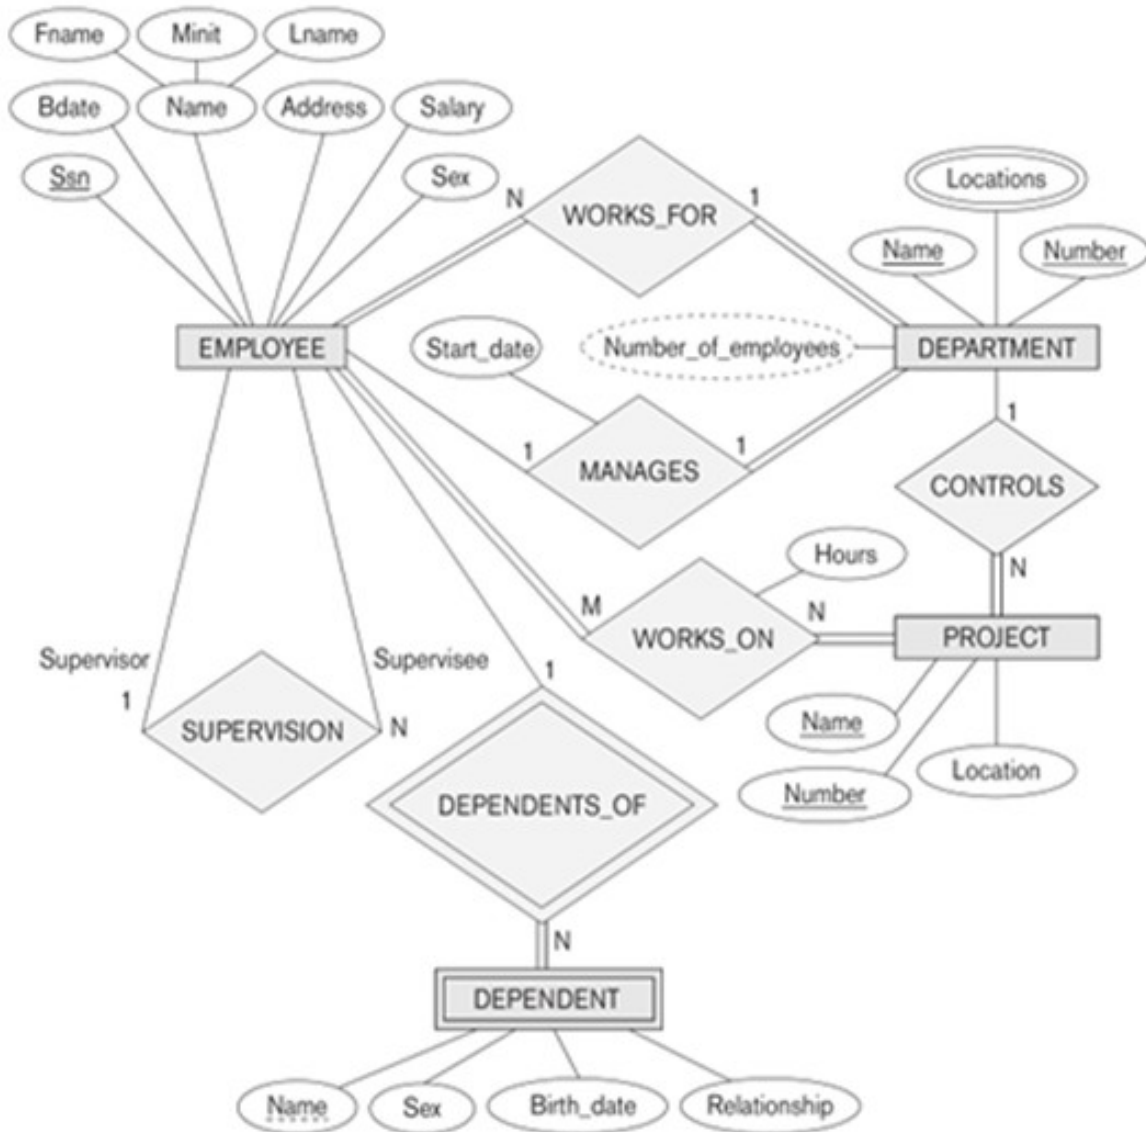 Fname Minit Lname
Bdate Name Address Salary
Ssn Sex
N WORKS_FOR 1
Locations
Name Number
EMPLOYEE
Start_date
Number_of_employees
DEPARTMENT
1 MANAGES 1
1
CONTROLS
N
Hours
M WORKS_ON N
PROJECT
Name
Number
Location
Supervisor
1
SUPERVISION
Supervisee
N
1
DEPENDENTS_OF
N
DEPENDENT
Name Sex Birth_date Relationship